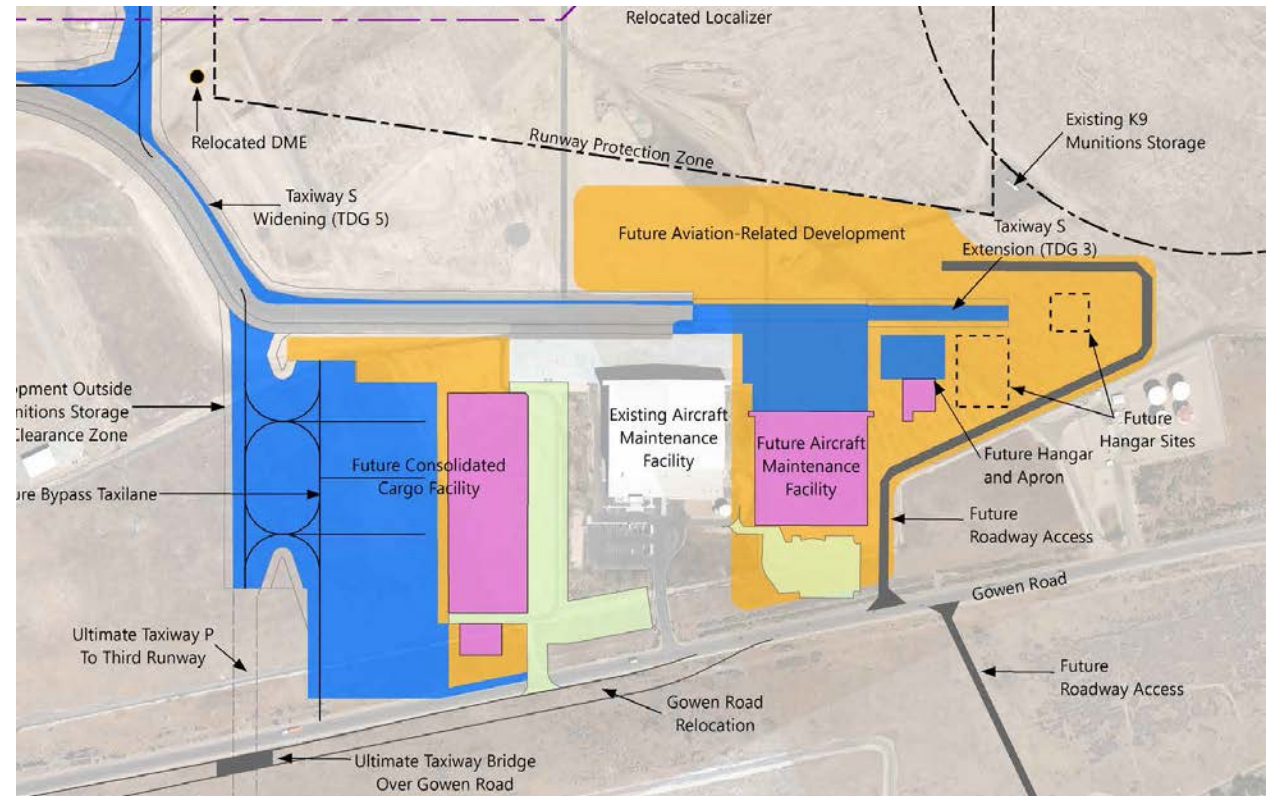 Relocated Localizer
Relocated DME
Runway Protection Zone
Existing K9
Munitions Storage
Taxiway S
Widening (TDG 5)
Future Aviation-Related Development
Taxiway S
Extension (TDG 3)
opment Outside
nitions Storage
Clearance Zone
Existing Aircraft
Maintenance
Facility
Future Aircraft
Maintenance
Facility
Future
Hangar Sites
Future Hangar
and Apron
Future Consolidated
Cargo Facility
ure Bypass Taxilane
Future
Roadway Access
Gowen Road
Ultimate Taxiway P
To Third Runway
Future
Roadway Access
Gowen Road
Relocation
Ultimate Taxiway Bridge
Over Gowen Road